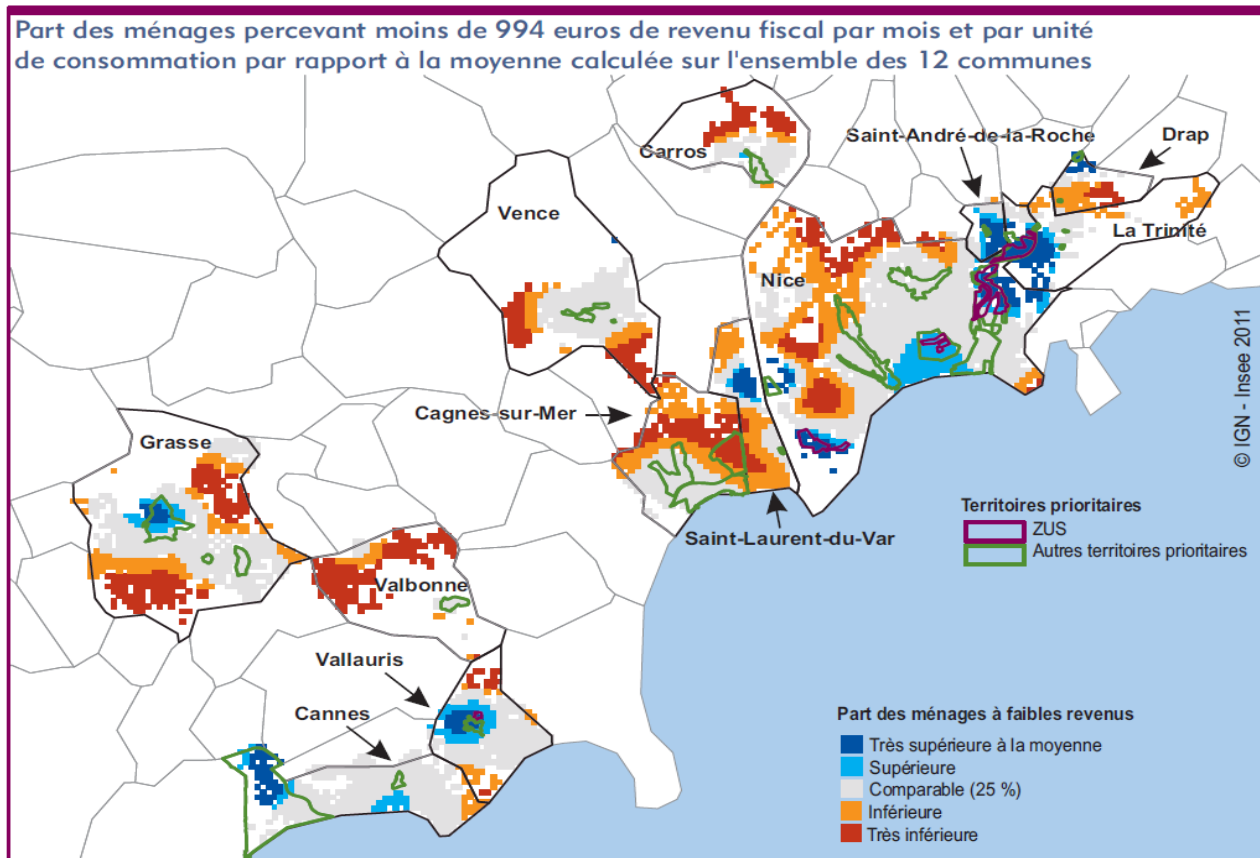 Part des ménages percevant moins de 994 euros de revenu fiscal par mois et par unité
de consommation par rapport à la moyenne calculée sur l'ensemble des 12 communes
Saint-André-de-la-Roche
Drap
Carros
Vence
La Trinité
Nice
Cagnes-sur-Mer
Grasse
© IGN - Insee 2011
Territoires prioritaires
ZUS
Autres territoires prioritaires
Saint-Laurent-du-Var
Valbonne
Vallauris
Cannes
Part des ménages à faibles revenus
Très supérieure à la moyenne
Supérieure
Comparable (25 %)
Inférieure
Très inférieure